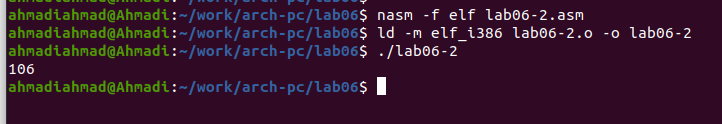 ahmadiahmad@Ahmadi:~/work/arch-pc/lab06$ nasm -f elf lab06-2.asm
ahmadiahmad@Ahmadi:~/work/arch-pc/lab06$ ld -m elf_i386 lab06-2.o -o lab06-2
ahmadiahmad@Ahmadi:~/work/arch-pc/lab06$ ./lab06-2
106
ahmadiahmad@Ahmadi:~/work/arch-pc/lab06$